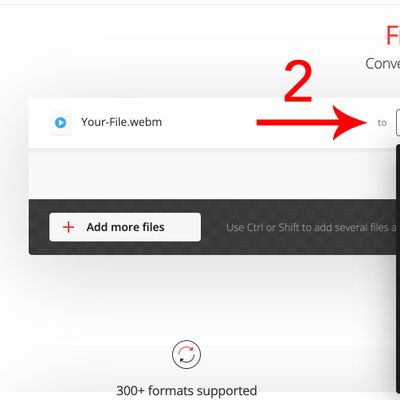 Fi
Conve
2
Your-File.webm
to
Add more files
Use Ctrl or Shift to add several files a
300+ formats supported